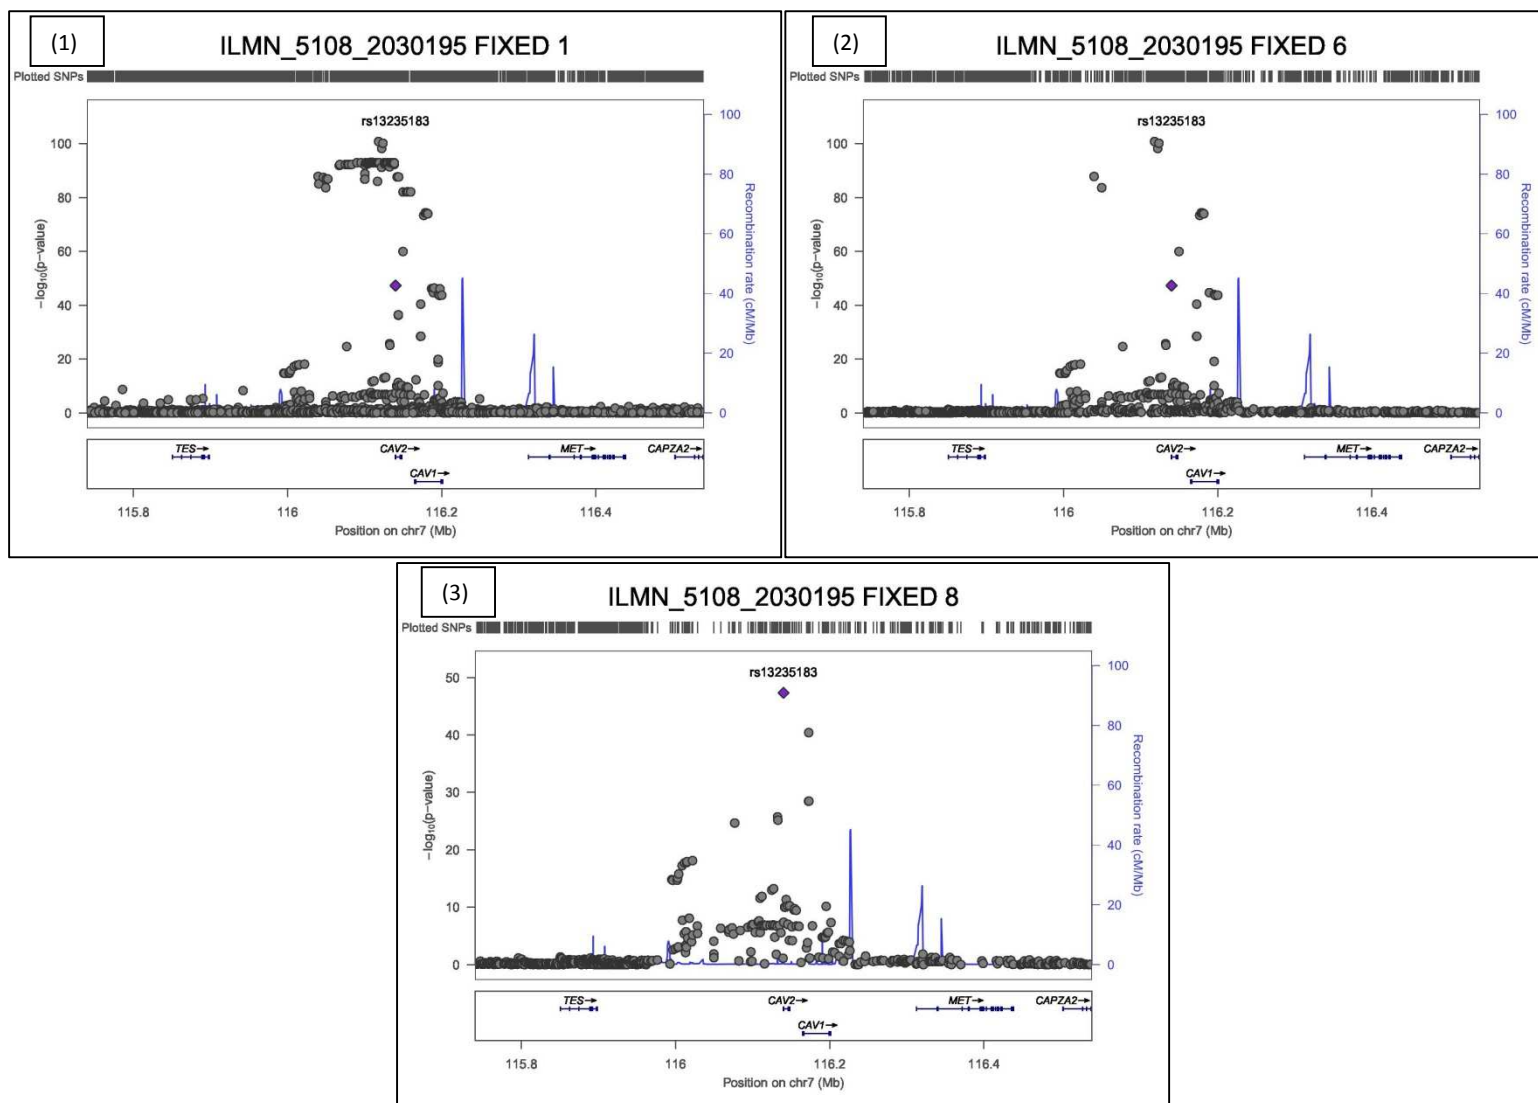 (1)
ILMN_5108_2030195 FIXED 1
Plotted SNPs
rs13235183
100
80
60
40
20
0
−log10(p−value)
100
80
60
40
20
0
Recombination rate (cM/Mb)
TES→
CAV2→
MET→
CAPZA2→
CAV1→
115.8
116
116.2
116.4
Position on chr7 (Mb)
(2)
ILMN_5108_2030195 FIXED 6
Plotted SNPs
rs13235183
100
80
60
40
20
0
−log10(p−value)
100
80
60
40
20
0
Recombination rate (cM/Mb)
TES→
CAV2→
MET→
CAPZA2→
CAV1→
115.8
116
116.2
116.4
Position on chr7 (Mb)
(3)
ILMN_5108_2030195 FIXED 8
Plotted SNPs
rs13235183
50
40
30
20
10
0
−log10(p−value)
100
80
60
40
20
0
Recombination rate (cM/Mb)
TES→
CAV2→
MET→
CAPZA2→
CAV1→
115.8
116
116.2
116.4
Position on chr7 (Mb)